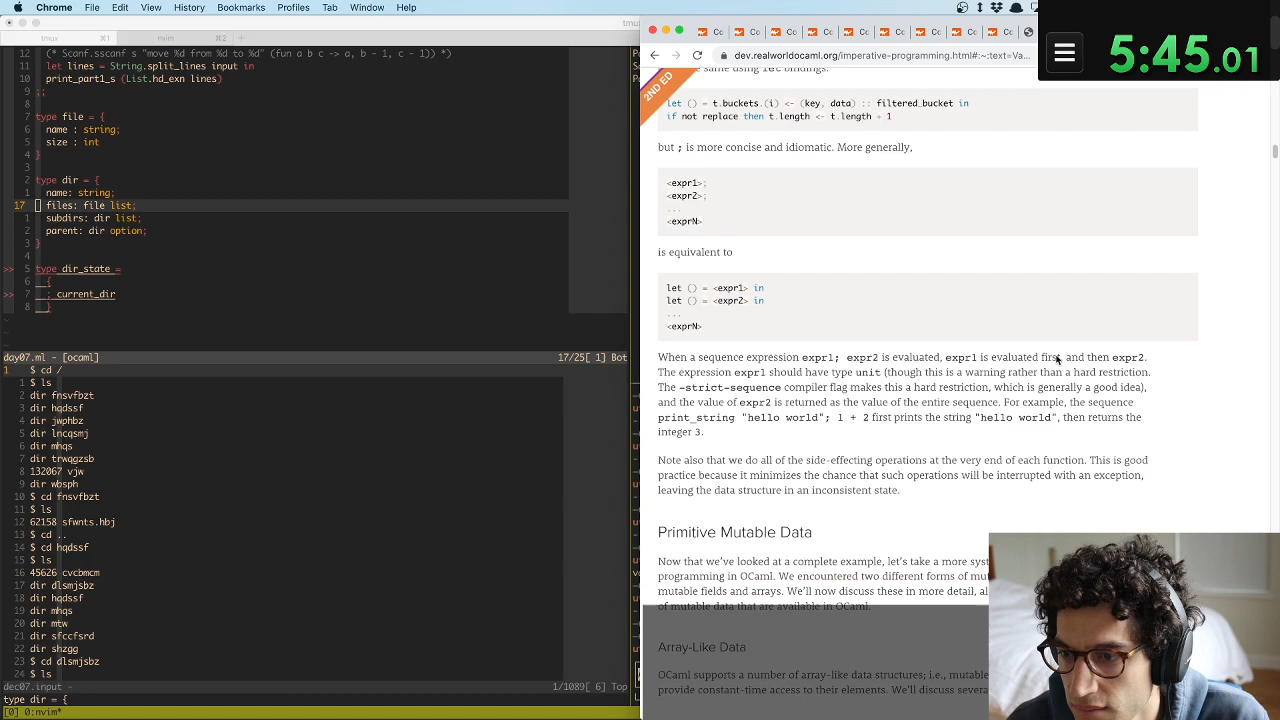 Profiles Tab Window Help
Chrome File Edit View History Bookmarks Profiles Tab Window Help
tmux
tmux ⌘1 nvim ⌘2 +
12 (* Scanf.sscanf s "move %d from %d to %d" (fun a b c -> a, b - 1, c - 1)) *)
11 let lines = String.split_lines input in
10 print_part1_s (List.hd_exn lines)
9 ;;
8
7 type file = {
6 name : string;
5 size : int
4 }
3
2 type dir = {
1 name: string;
17 files: file list;
1 subdirs: dir list;
2 parent: dir option;
3 }
4
>> 5 type dir_state =
6 {
>> 7 ; current_dir
8 }
~
~
~
day07.ml - [ocaml] 17/25[ 1] Bot
1 $ cd /
1 $ ls
2 dir fnsvfbzt
3 dir hqdssf
4 dir jwphbz
5 dir lncqsmj
6 dir mhqs
7 dir trwqgzsb
8 132067 vjw
9 dir wbsph
10 $ cd fnsvfbzt
11 $ ls
12 62158 sfwnts.hbj
13 $ cd ..
14 $ cd hqdssf
15 $ ls
16 45626 cvcbmcm
17 dir dlsmjsbz
18 dir hqdssf
19 dir mhqs
20 dir mtw
21 dir sfccfsrd
22 dir shzgg
23 $ cd dlsmjsbz
24 $ ls
dec07.input - 1/1089[ 6] Top
type dir = {
[0] 0:nvim*
dev.realworldocaml.org/imperative-programming.html#:~:text=Va...
5:45.01
2ND ED
let () = t.buckets.(i) <- (key, data) :: filtered_bucket in
if not replace then t.length <- t.length + 1
but ; is more concise and idiomatic. More generally,
<expr1>;
<expr2>;
...
<exprN>
is equivalent to
let () = <expr1> in
let () = <expr2> in
...
<exprN>
When a sequence expression expr1; expr2 is evaluated, expr1 is evaluated first, and then expr2.
The expression expr1 should have type unit (though this is a warning rather than a hard restriction.
The -strict-sequence compiler flag makes this a hard restriction, which is generally a good idea),
and the value of expr2 is returned as the value of the entire sequence. For example, the sequence
print_string "hello world"; 1 + 2 first prints the string "hello world", then returns the
integer 3.
Note also that we do all of the side-effecting operations at the very end of each function. This is good
practice because it minimizes the chance that such operations will be interrupted with an exception,
leaving the data structure in an inconsistent state.
Primitive Mutable Data
Now that we've looked at a complete example, let's take a more sys
programming in OCaml. We encountered two different forms of mut
mutable fields and arrays. We'll now discuss these in more detail, al
of mutable data that are available in OCaml.
Array-Like Data
OCaml supports a number of array-like data structures; i.e., mutable
provide constant-time access to their elements. We'll discuss severa